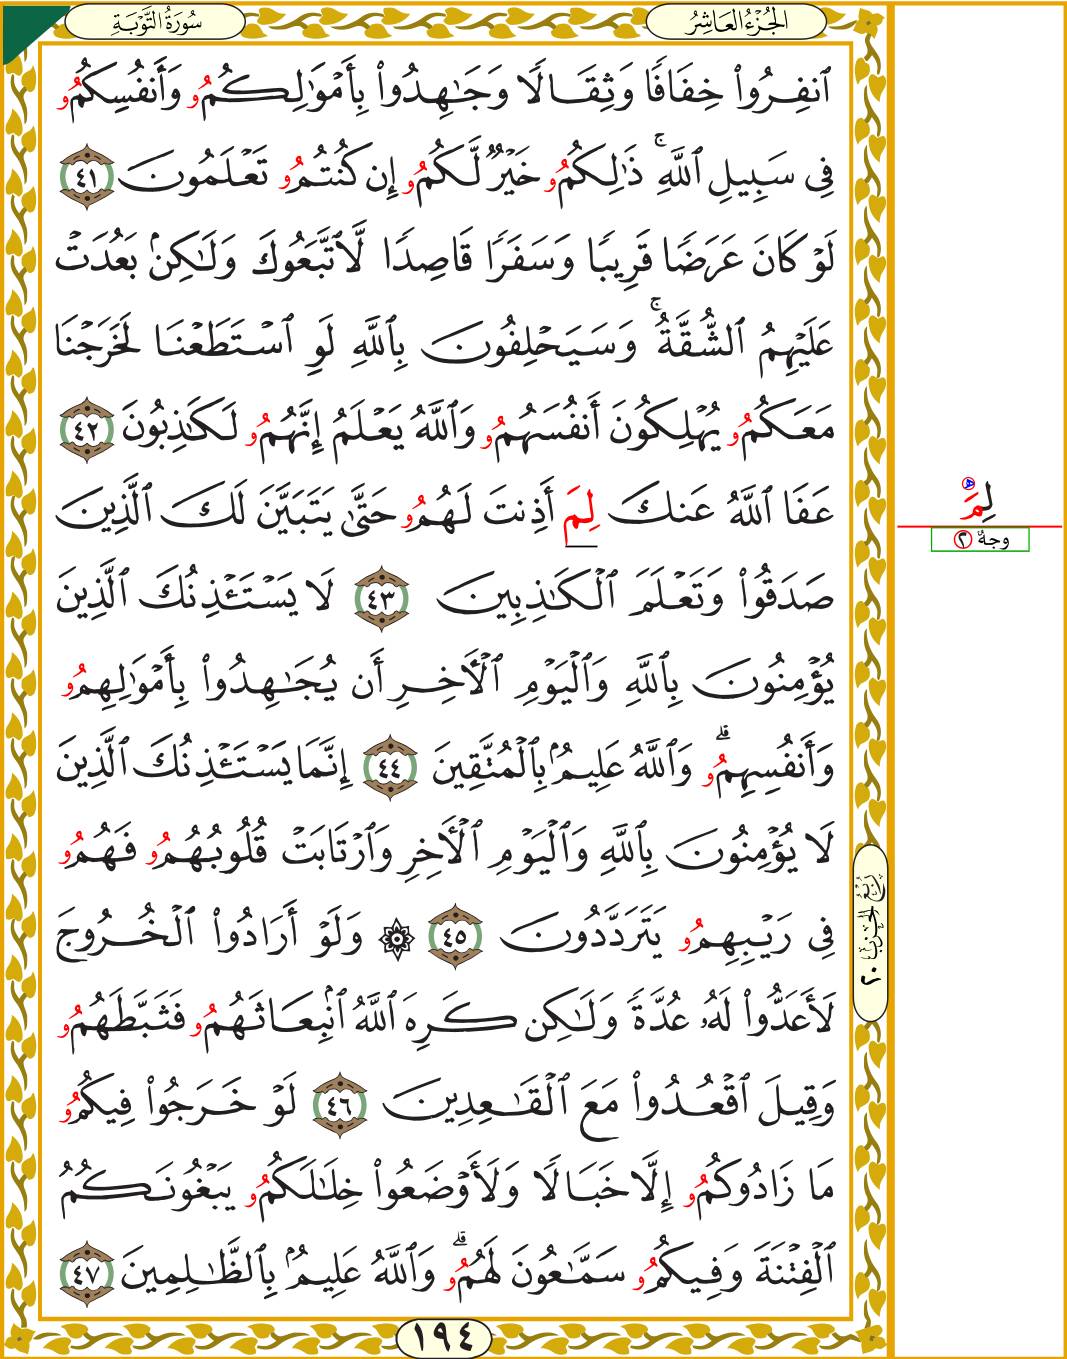 الجُزْءُ العَاشِرُ
سُورَةُ التَّوْبَةِ
ٱنفِرُواْ خِفَافٗا وَثِقَالٗا وَجَٰهِدُواْ بِأَمۡوَٰلِكُمُۥ وَأَنفُسِكُمُۥ
فِي سَبِيلِ ٱللَّهِۚ ذَٰلِكُمُۥ خَيۡرٞ لَّكُمُۥ إِن كُنتُمُۥ تَعۡلَمُونَ ٤١
لَوۡ كَانَ عَرَضٗا قَرِيبٗا وَسَفَرٗا قَاصِدٗا لَّٱتَّبَعُوكَ وَلَٰكِنۢ بَعُدَتۡ
عَلَيۡهِمُ ٱلشُّقَّةُۚ وَسَيَحۡلِفُونَ بِٱللَّهِ لَوِ ٱسۡتَطَعۡنَا لَخَرَجۡنَا
مَعَكُمُۥ يُهۡلِكُونَ أَنفُسَهُمُۥ وَٱللَّهُ يَعۡلَمُ إِنَّهُمُۥ لَكَٰذِبُونَ ٤٢
عَفَا ٱللَّهُ عَنكَ لِمَ أَذِنتَ لَهُمُۥ حَتَّىٰ يَتَبَيَّنَ لَكَ ٱلَّذِينَ
لِمَ هـ
وجهٌ ٢
صَدَقُواْ وَتَعۡلَمَ ٱلۡكَٰذِبِينَ ٤٣ لَا يَسۡتَـٔۡذِنُكَ ٱلَّذِينَ
يُؤۡمِنُونَ بِٱللَّهِ وَٱلۡيَوۡمِ ٱلۡأٓخِرِ أَن يُجَٰهِدُواْ بِأَمۡوَٰلِهِمُۥ
وَأَنفُسِهِمُۥۗ وَٱللَّهُ عَلِيمُۢ بِٱلۡمُتَّقِينَ ٤٤ إِنَّمَا يَسۡتَـٔۡذِنُكَ ٱلَّذِينَ
لَا يُؤۡمِنُونَ بِٱللَّهِ وَٱلۡيَوۡمِ ٱلۡأٓخِرِ وَٱرۡتَابَتۡ قُلُوبُهُمُۥ فَهُمُۥ
فِي رَيۡبِهِمُۥ يَتَرَدَّدُونَ ٤٥ ۞ وَلَوۡ أَرَادُواْ ٱلۡخُرُوجَ
رُبْعُ الحِزْبِ ٢٠
لَأَعَدُّواْ لَهُۥ عُدَّةٗ وَلَٰكِن كَرِهَ ٱللَّهُ ٱنۢبِعَاثَهُمُۥ فَثَبَّطَهُمُۥ
وَقِيلَ ٱقۡعُدُواْ مَعَ ٱلۡقَٰعِدِينَ ٤٦ لَوۡ خَرَجُواْ فِيكُمُۥ
مَا زَادُوكُمُۥ إِلَّا خَبَالٗا وَلَأَوۡضَعُواْ خِلَٰلَكُمُۥ يَبۡغُونَكُمُ
ٱلۡفِتۡنَةَ وَفِيكُمُۥ سَمَّٰعُونَ لَهُمُۥۗ وَٱللَّهُ عَلِيمُۢ بِٱلظَّٰلِمِينَ ٤٧
١٩٤